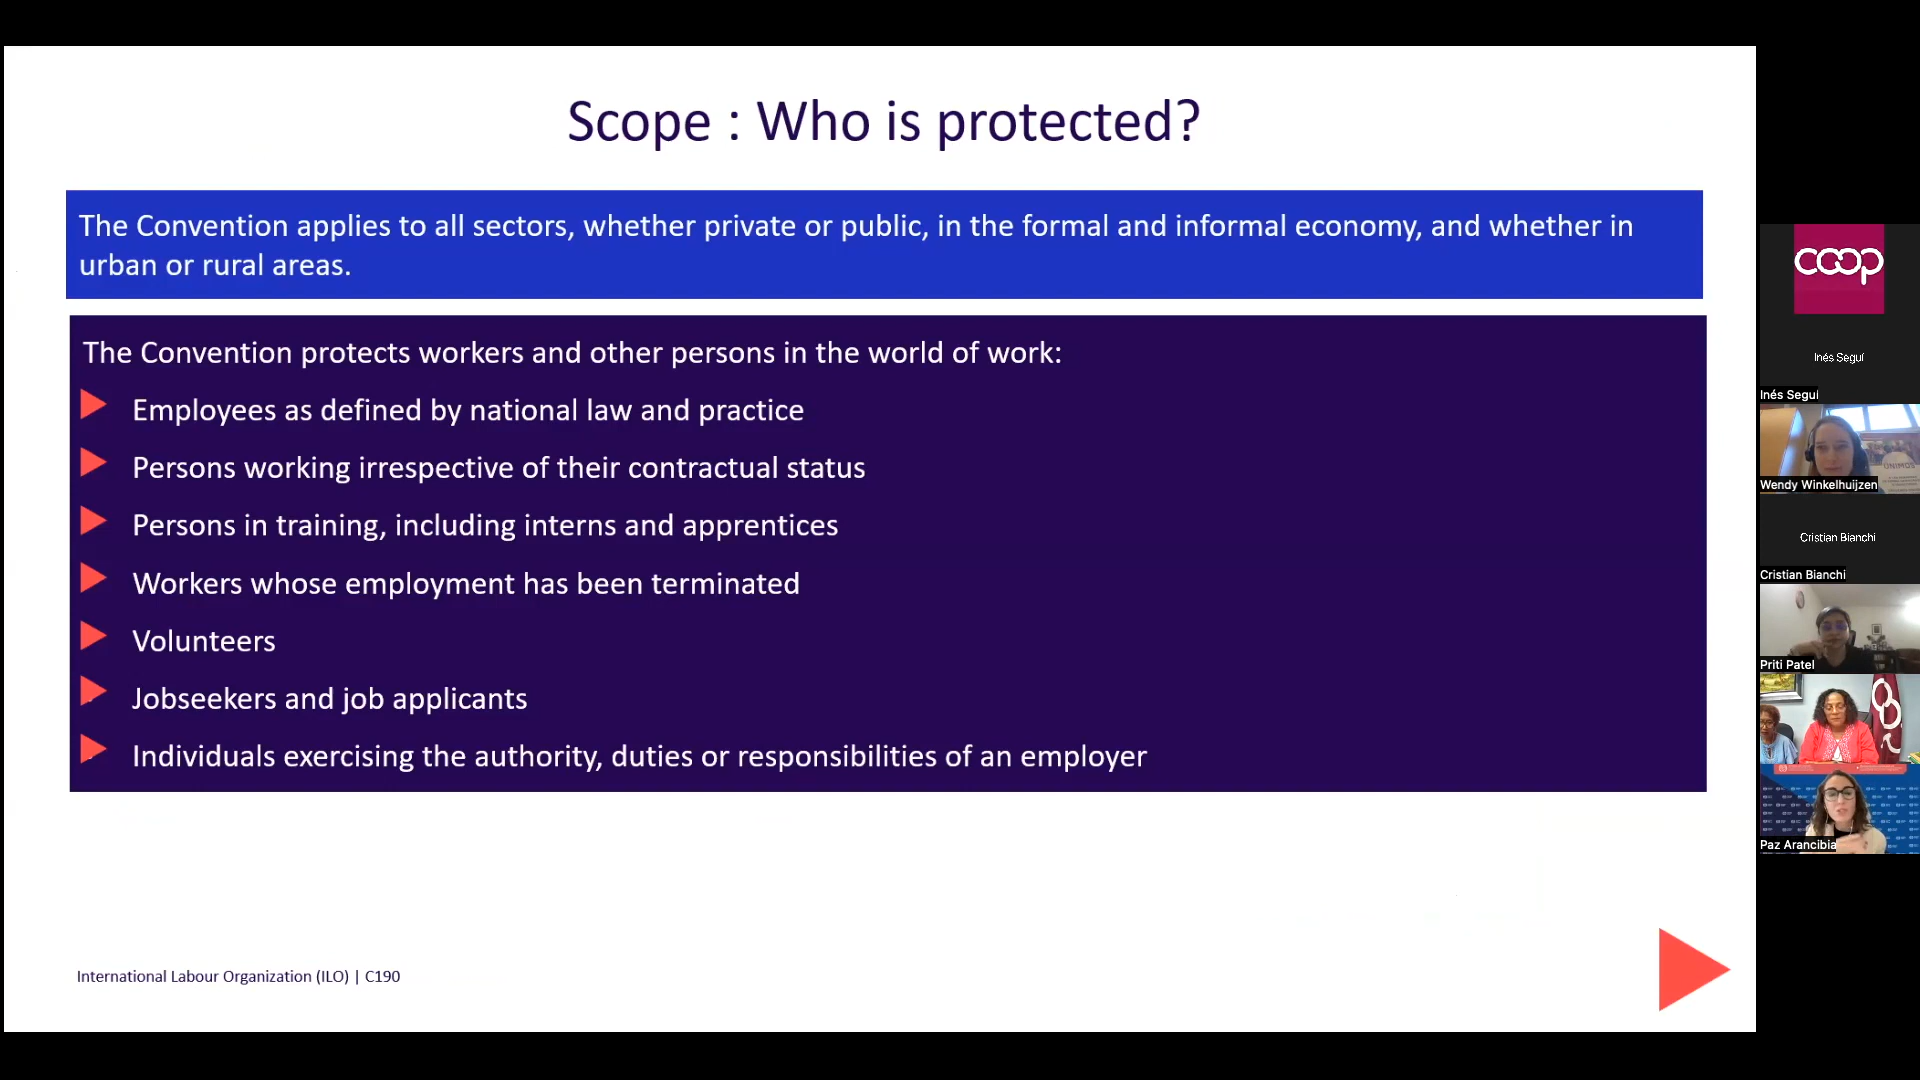 Scope : Who is protected?
The Convention applies to all sectors, whether private or public, in the formal and informal economy, and whether in
urban or rural areas.
The Convention protects workers and other persons in the world of work:
Employees as defined by national law and practice
Persons working irrespective of their contractual status
Persons in training, including interns and apprentices
Workers whose employment has been terminated
Volunteers
Jobseekers and job applicants
Individuals exercising the authority, duties or responsibilities of an employer
International Labour Organization (ILO) | C190
coop
Inés Seguí
Inés Seguí
UNIMOS
Wendy Winkelhuijzen
Cristian Bianchi
Cristian Bianchi
Priti Patel
Paz Arancibia